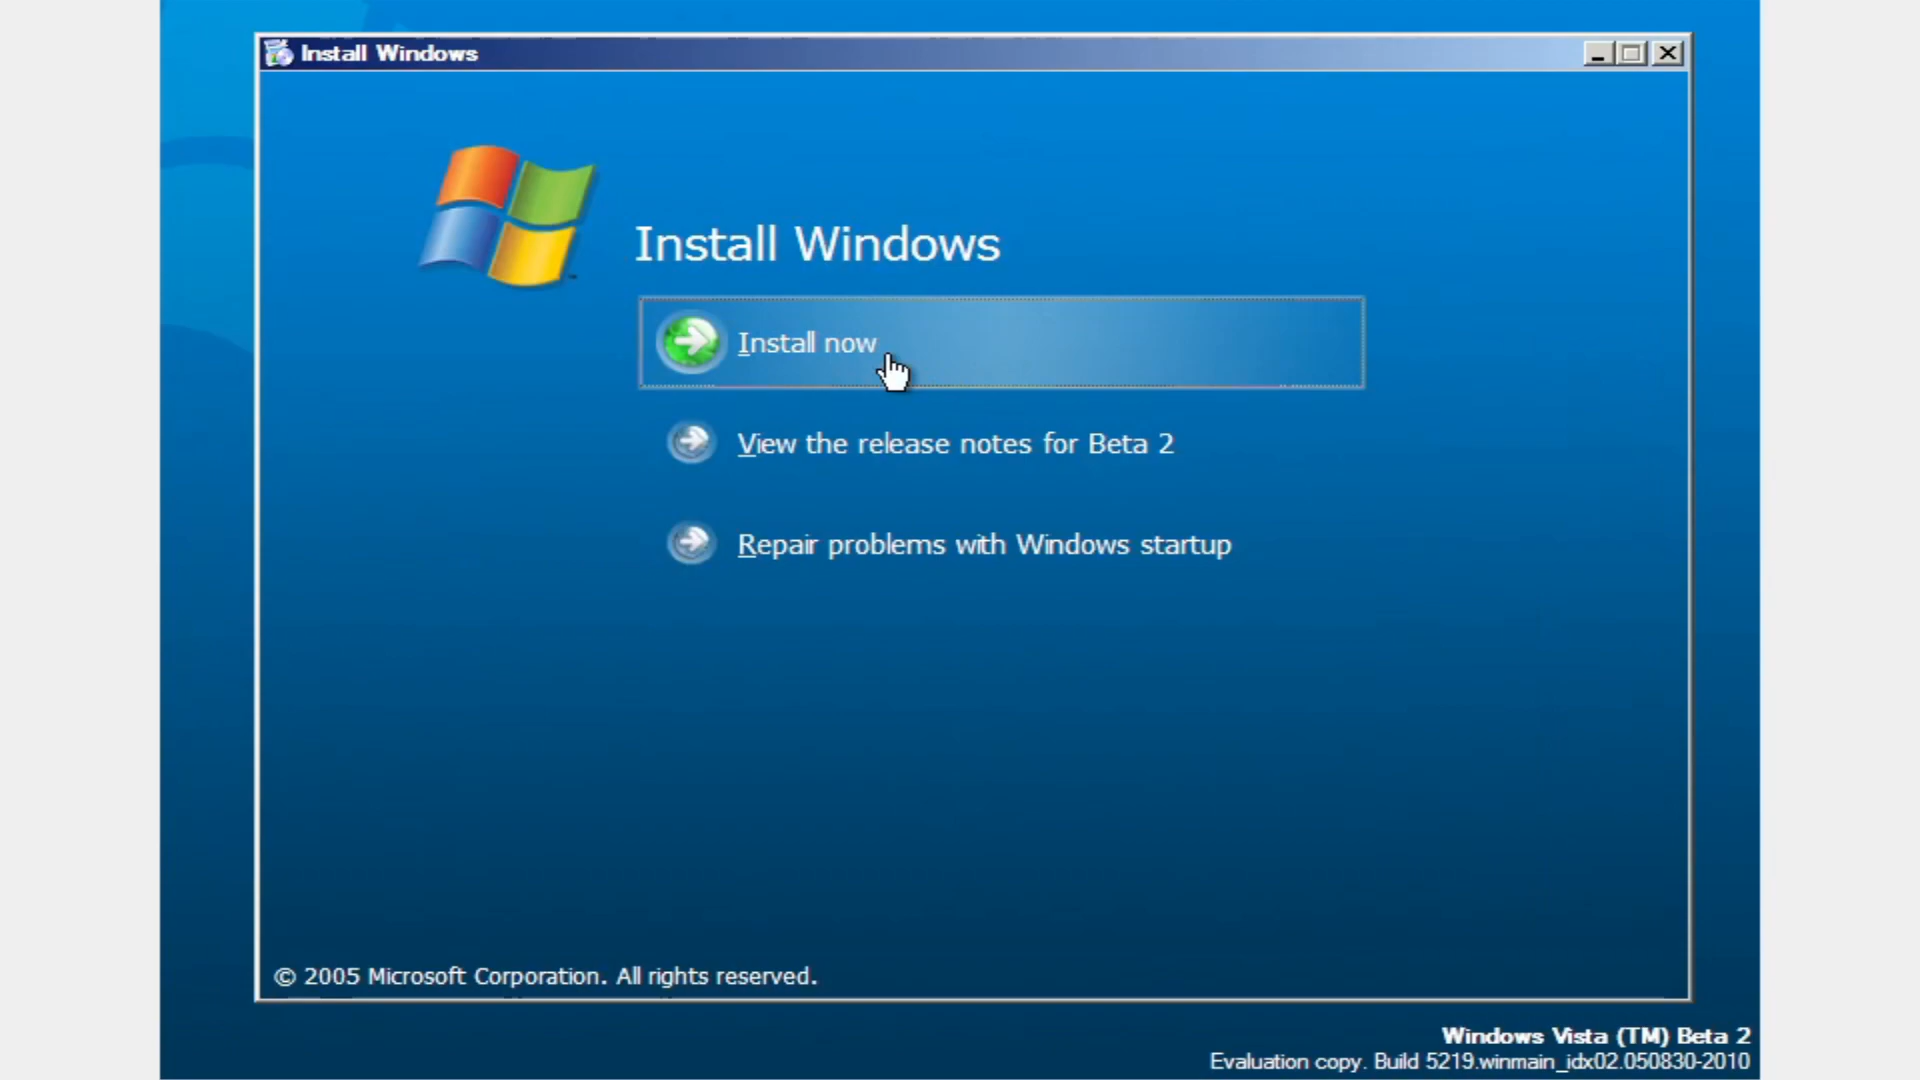 Install Windows
Install Windows
Install now
View the release notes for Beta 2
Repair problems with Windows startup
© 2005 Microsoft Corporation. All rights reserved.
Windows Vista (TM) Beta 2
Evaluation copy. Build 5219.winmain_idx02.050830-2010